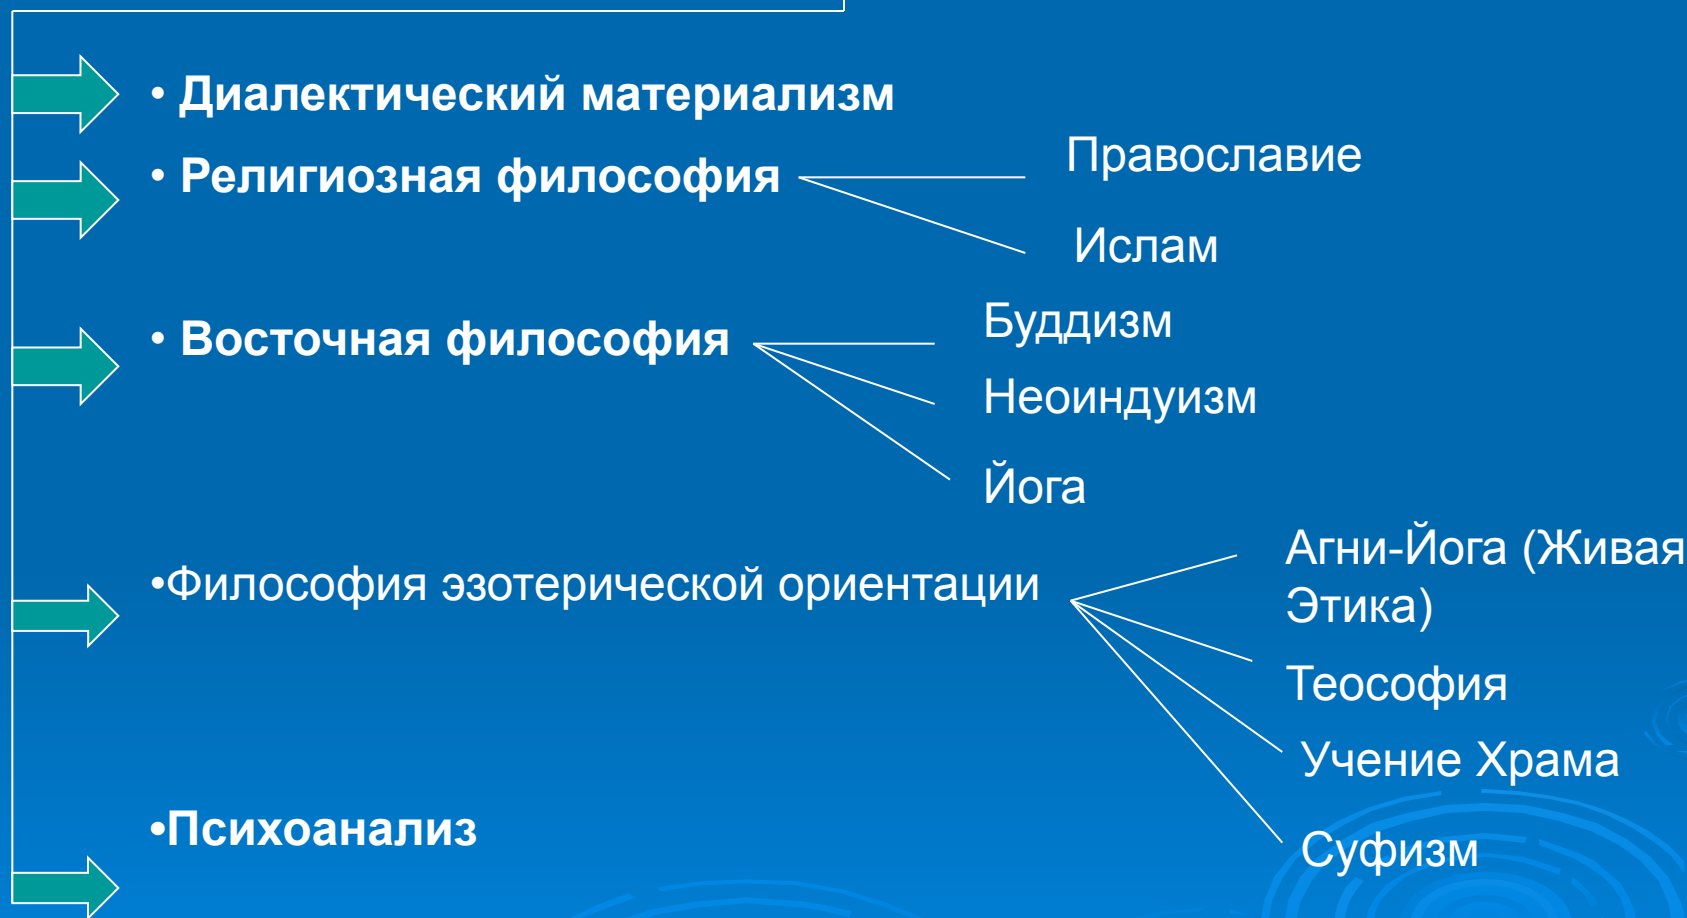 • Диалектический материализм
• Религиозная философия
Православие
Ислам
• Восточная философия
Буддизм
Неоиндуизм
Йога
•Философия эзотерической ориентации
Агни-Йога (Живая
Этика)
Теософия
Учение Храма
Суфизм
•Психоанализ